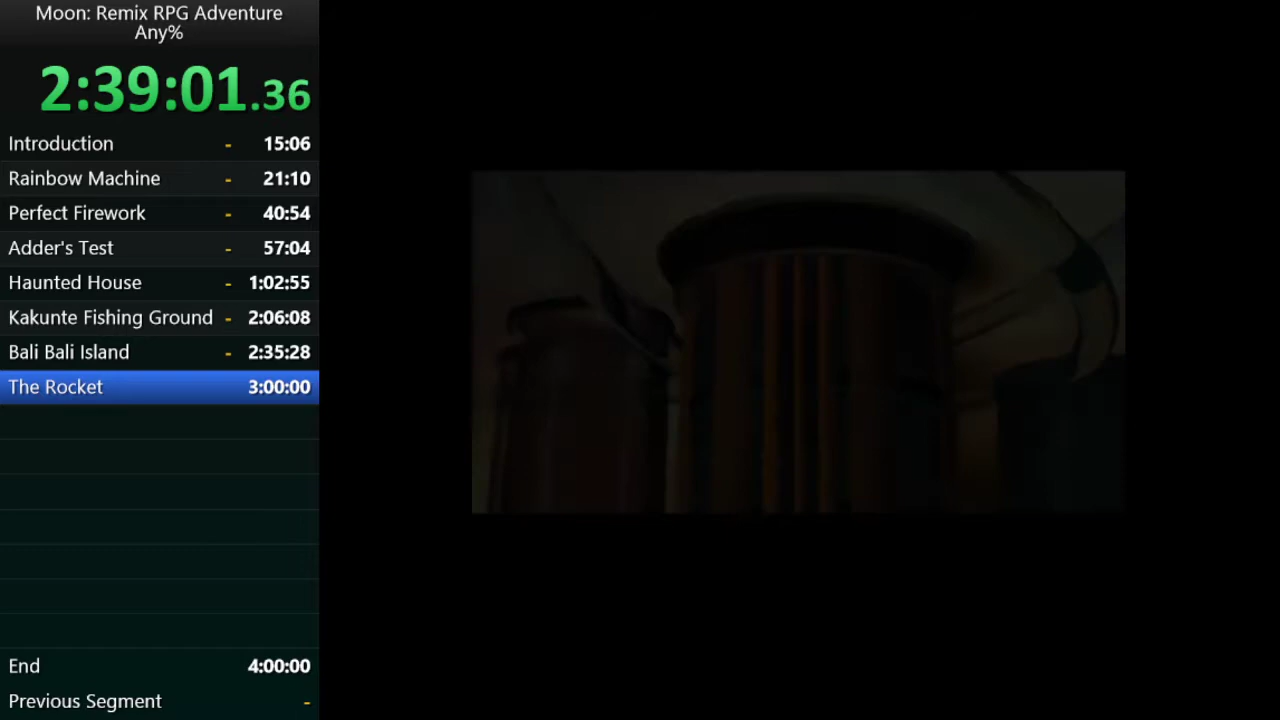 Moon: Remix RPG Adventure
Any%
2:39:01.36
Introduction - 15:06
Rainbow Machine - 21:10
Perfect Firework - 40:54
Adder's Test - 57:04
Haunted House - 1:02:55
Kakunte Fishing Ground - 2:06:08
Bali Bali Island - 2:35:28
The Rocket 3:00:00
End 4:00:00
Previous Segment -